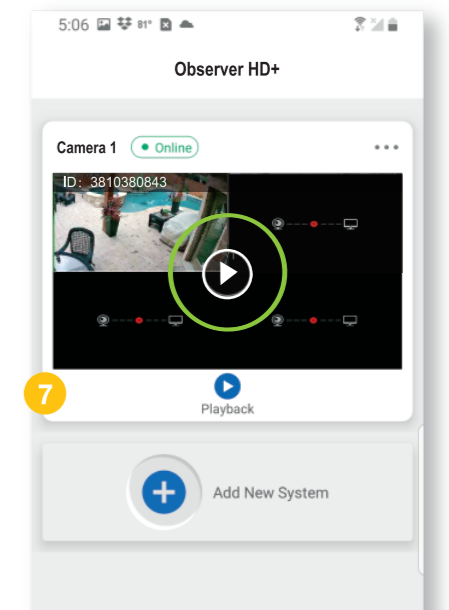 5:06 81°
Observer HD+
Camera 1 Online
ID: 3810380843
7
Playback
Add New System